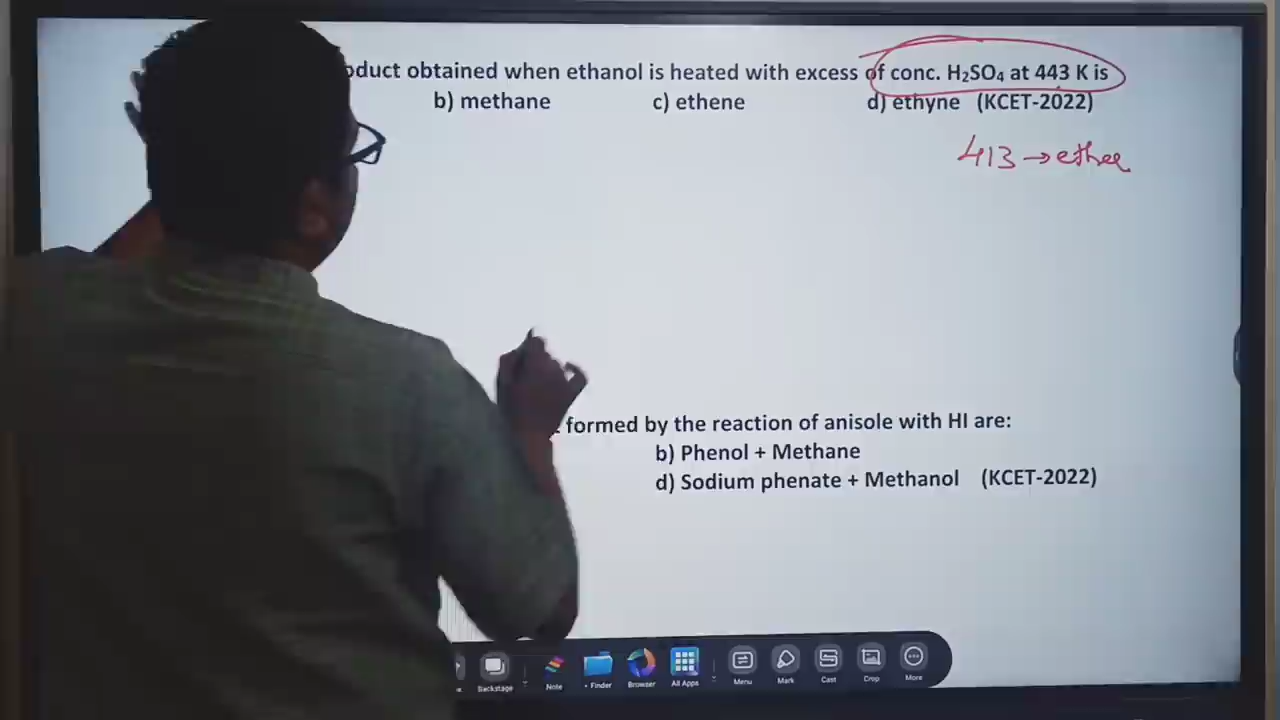 oduct obtained when ethanol is heated with excess of conc. H₂SO₄ at 443 K is
b) methane c) ethene d) ethyne (KCET-2022)
413 → ether
formed by the reaction of anisole with HI are:
b) Phenol + Methane
d) Sodium phenate + Methanol (KCET-2022)
Backstage Note Finder Browser All Apps Menu Mark Cast Crop More